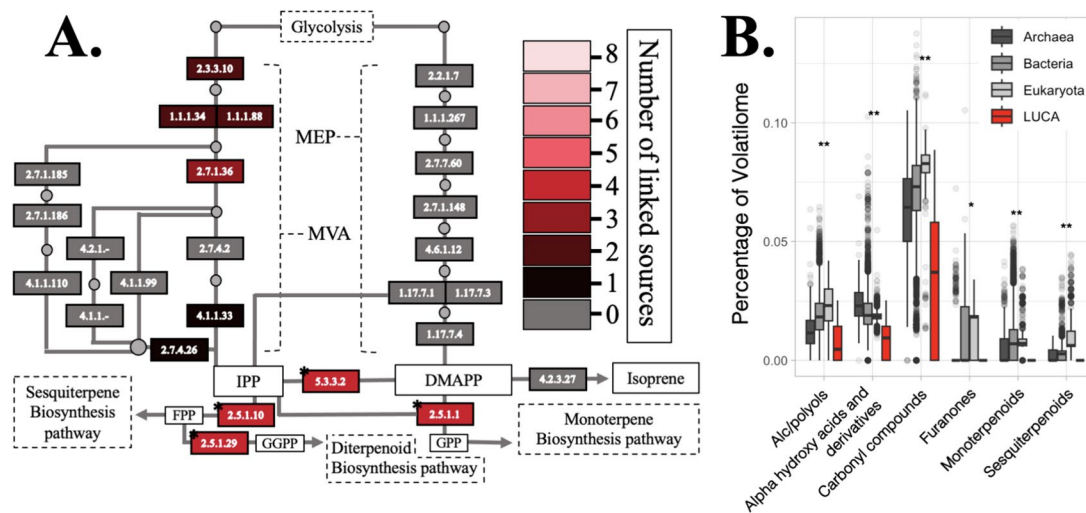 A.
Glycolysis
2.3.3.10
1.1.1.34
1.1.1.88
2.7.1.185
2.7.1.36
2.7.1.186
4.2.1.-
2.7.4.2
4.1.1.110
4.1.1.99
4.1.1.-
4.1.1.33
2.7.4.26
MEP
MVA
2.2.1.7
1.1.1.267
2.7.7.60
2.7.1.148
4.6.1.12
1.17.7.1
1.17.7.3
1.17.7.4
IPP
*
5.3.3.2
DMAPP
4.2.3.27
Isoprene
Sesquiterpene
Biosynthesis
pathway
FPP
*
2.5.1.10
*
2.5.1.1
*
2.5.1.29
GGPP
GPP
Diterpenoid
Biosynthesis pathway
Monoterpene
Biosynthesis pathway
8
7
6
5
4
3
2
1
0
Number of linked sources
B.
Archaea
Bacteria
Eukaryota
LUCA
Percentage of Volatilome
0.10
0.05
0.00
**
**
**
*
**
**
Alc/polyols
Alpha hydroxy acids and
derivatives
Carbonyl compounds
Furanones
Monoterpenoids
Sesquiterpenoids